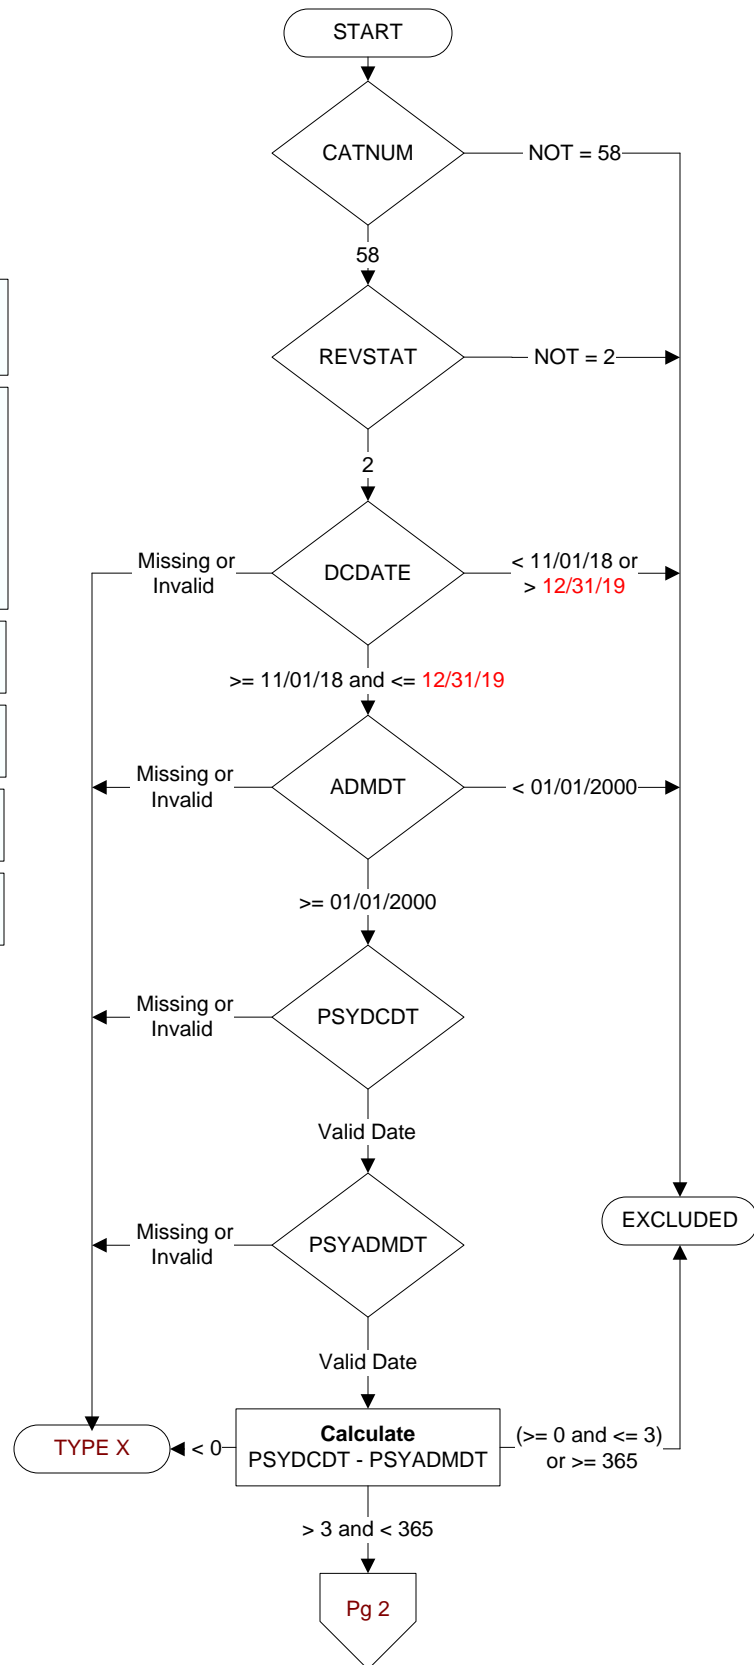 START
CATNUM
NOT = 58
58
REVSTAT
NOT = 2
2
Missing or
Invalid
DCDATE
< 11/01/18 or
> 12/31/19
>= 11/01/18 and <= 12/31/19
Missing or
Invalid
ADMDT
< 01/01/2000
>= 01/01/2000
Missing or
Invalid
PSYDCDT
Valid Date
Missing or
Invalid
PSYADMDT
EXCLUDED
Valid Date
TYPE X
< 0
Calculate
PSYDCDT - PSYADMDT
(>= 0 and <= 3)
or >= 365
> 3 and < 365
Pg 2